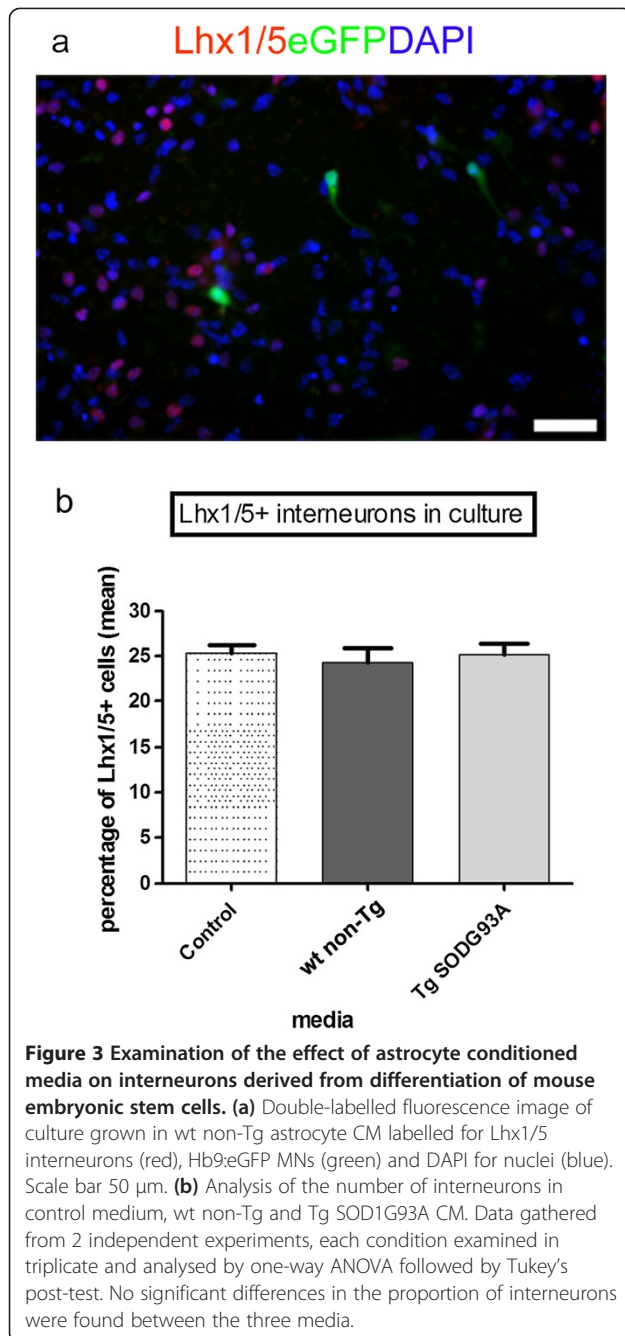 a
Lhx1/5eGFPDAPI
b
Lhx1/5+ interneurons in culture
percentage of Lhx1/5+ cells (mean)
30
25
20
15
10
5
0
Control
wt non-Tg
Tg SODG93A
media
Figure 3 Examination of the effect of astrocyte conditioned
media on interneurons derived from differentiation of mouse
embryonic stem cells. (a) Double-labelled fluorescence image of
culture grown in wt non-Tg astrocyte CM labelled for Lhx1/5
interneurons (red), Hb9:eGFP MNs (green) and DAPI for nuclei (blue).
Scale bar 50 μm. (b) Analysis of the number of interneurons in
control medium, wt non-Tg and Tg SOD1G93A CM. Data gathered
from 2 independent experiments, each condition examined in
triplicate and analysed by one-way ANOVA followed by Tukey's
post-test. No significant differences in the proportion of interneurons
were found between the three media.